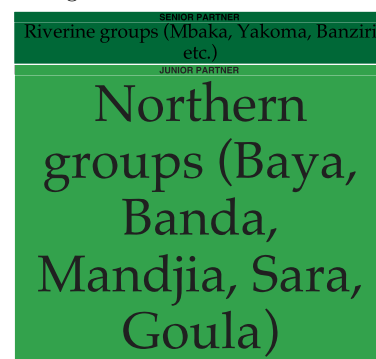 SENIOR PARTNER
Riverine groups (Mbaka, Yakoma, Banziri
etc.)
JUNIOR PARTNER
Northern
groups (Baya,
Banda,
Mandjia, Sara,
Goula)